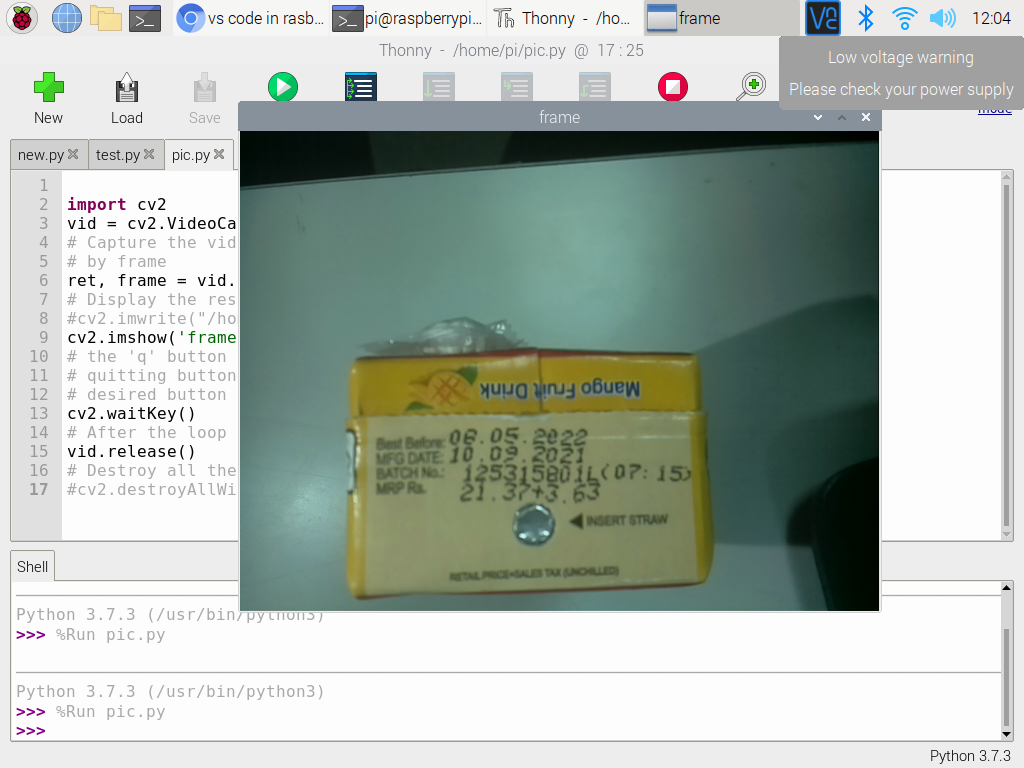 vs code in rasb...
pi@raspberrypi...
Thonny - /ho...
frame
12:04
Thonny - /home/pi/pic.py @ 17:25
Low voltage warning
Please check your power supply
New
Load
Save
mode
frame
new.py
test.py
pic.py
1
2 import cv2
3 vid = cv2.VideoCa
4 # Capture the vid
5 # by frame
6 ret, frame = vid.
7 # Display the res
8 #cv2.imwrite("/ho
9 cv2.imshow('frame
10 # the 'q' button
11 # quitting button
12 # desired button
13 cv2.waitKey()
14 # After the loop
15 vid.release()
16 # Destroy all the
17 #cv2.destroyAllWi
Mango Fruit Drink
Best Before: 06.05.2022
MFG DATE: 10.09.2021
BATCH No.: 125315B01L(07:15)
MRP Rs. 21.37+3.63
INSERT STRAW
RETAIL PRICE+SALES TAX (UNCHILLED)
Shell
Python 3.7.3 (/usr/bin/python3)
>>> %Run pic.py
Python 3.7.3 (/usr/bin/python3)
>>> %Run pic.py
>>>
Python 3.7.3